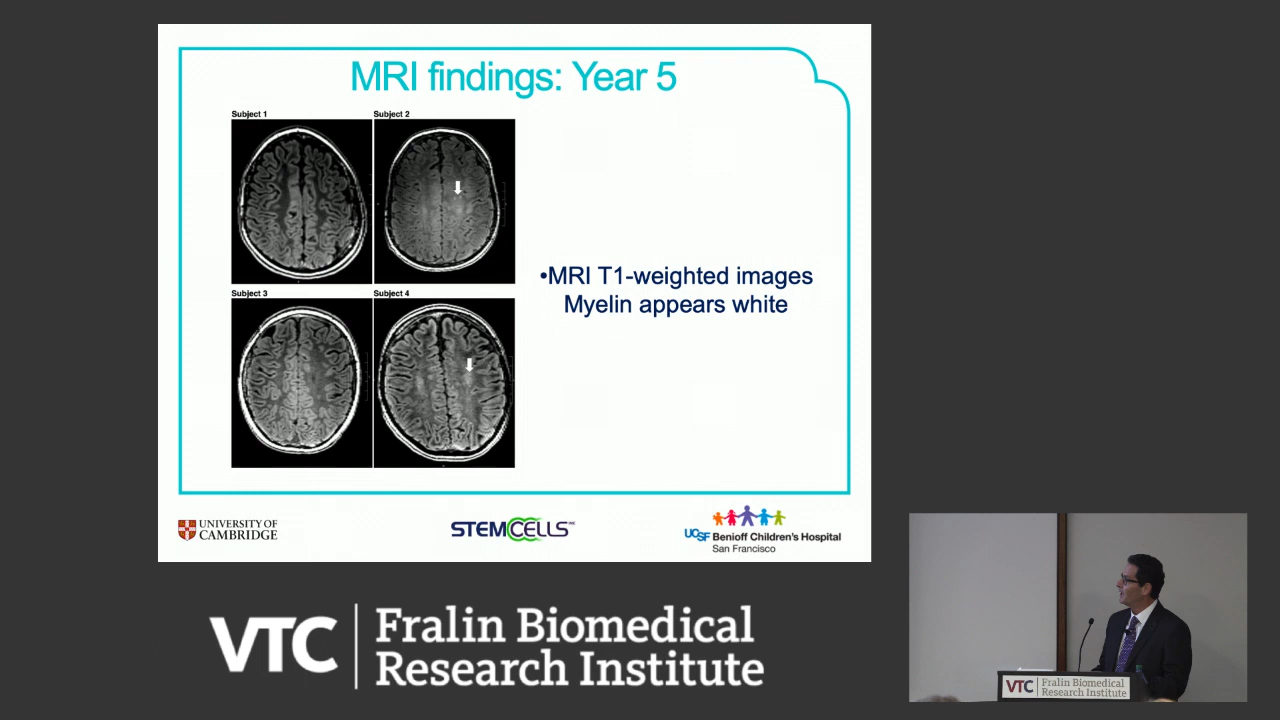 MRI findings: Year 5
Subject 1
Subject 2
Subject 3
Subject 4
•MRI T1-weighted images
Myelin appears white
UNIVERSITY OF
CAMBRIDGE
STEMCELLS INC
UCSF Benioff Children's Hospital
San Francisco
VTC
Fralin Biomedical
Research Institute
VTC
Fralin Biomedical
Research Institute